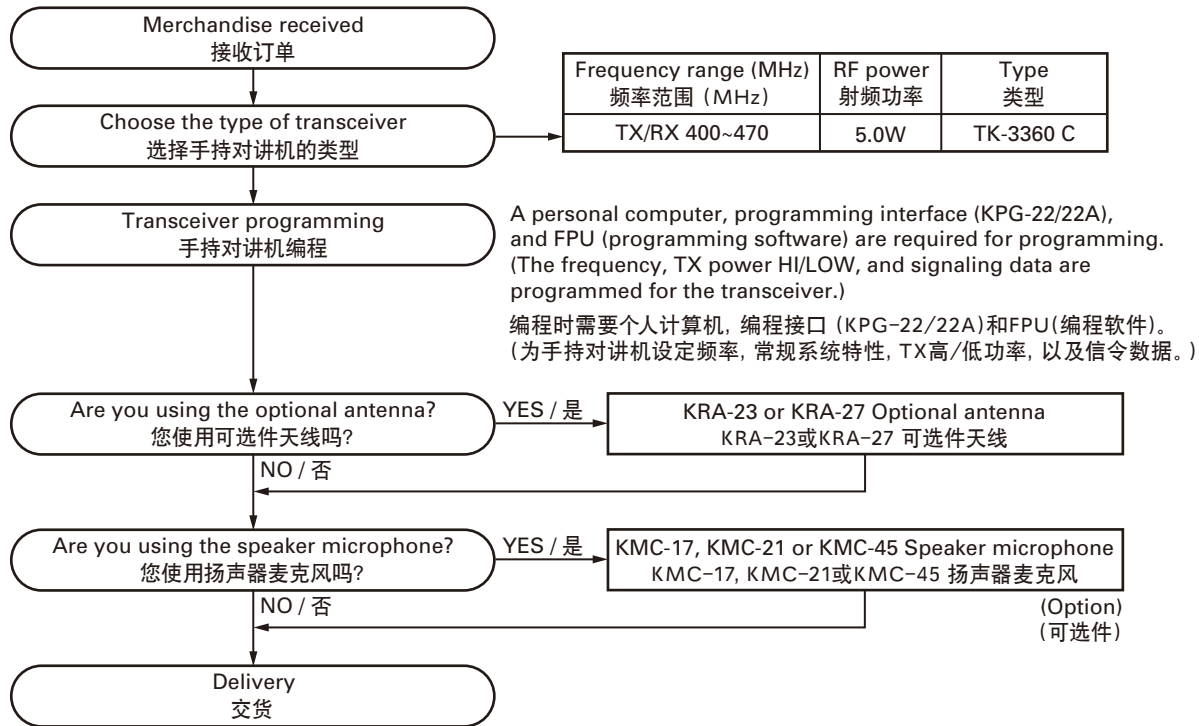 Merchandise received
接收订单
Choose the type of transceiver
选择手持对讲机的类型
Frequency range (MHz) RF power Type
频率范围 (MHz) 射频功率 类型
TX/RX 400~470 5.0W TK-3360 C
Transceiver programming
手持对讲机编程
A personal computer, programming interface (KPG-22/22A),
and FPU (programming software) are required for programming.
(The frequency, TX power HI/LOW, and signaling data are
programmed for the transceiver.)
编程时需要个人计算机, 编程接口 (KPG-22/22A)和FPU(编程软件)。
(为手持对讲机设定频率, 常规系统特性, TX高/低功率, 以及信令数据。)
Are you using the optional antenna?
您使用可选件天线吗?
YES / 是
KRA-23 or KRA-27 Optional antenna
KRA-23或KRA-27 可选件天线
NO / 否
Are you using the speaker microphone?
您使用扬声器麦克风吗?
YES / 是
KMC-17, KMC-21 or KMC-45 Speaker microphone
KMC-17, KMC-21或KMC-45 扬声器麦克风
NO / 否
(Option)
(可选件)
Delivery
交货